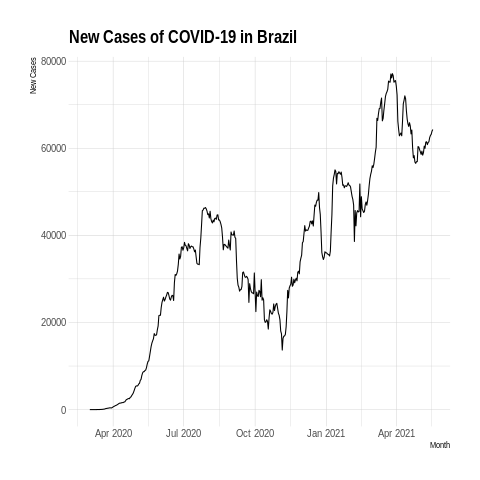 New Cases of COVID-19 in Brazil
New Cases
80000
60000
40000
20000
0
Apr 2020 Jul 2020 Oct 2020 Jan 2021 Apr 2021
Month